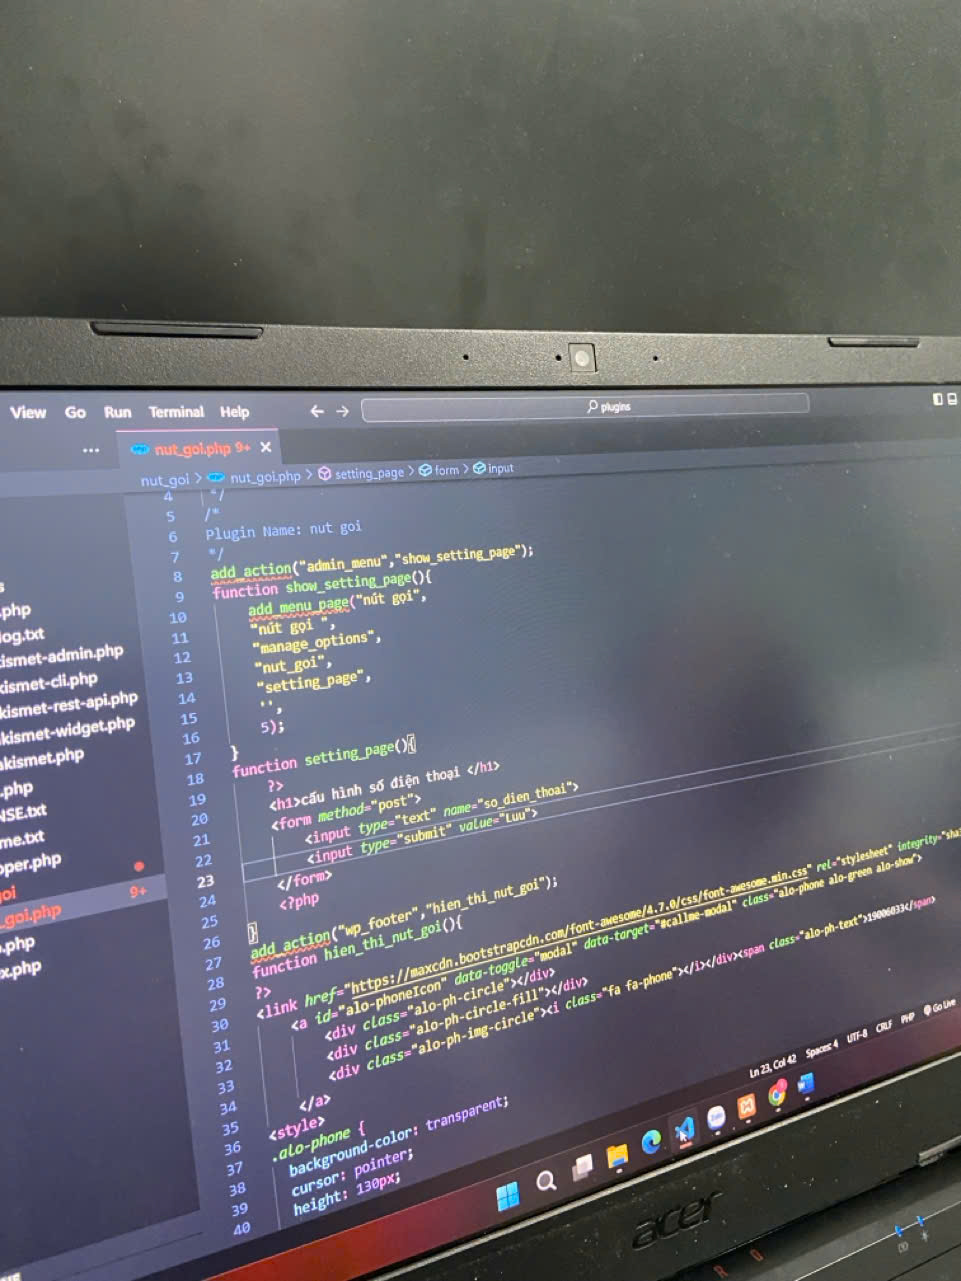 View Go Run Terminal Help
plugins
nut_goi.php 9+
nut_goi > nut_goi.php > setting_page > form > input
4 */
5 /*
6 Plugin Name: nut goi
7 */
8 add_action("admin_menu","show_setting_page");
9 function show_setting_page(){
10 add_menu_page("nút gọi",
11 "nút gọi ",
12 "manage_options",
13 "nut_goi",
14 "setting_page",
15 '',
16 5);
17 }
18 function setting_page(){
19 ?>
20 <h1>cấu hình số điện thoại </h1>
21 <form method="post">
22 <input type="text" name="so_dien_thoai">
23 <input type="submit" value="Luu">
24 </form>
25 <?php
26 }
27 add_action("wp_footer","hien_thi_nut_goi");
28 function hien_thi_nut_goi(){
29 ?>
30 <link href="https://maxcdn.bootstrapcdn.com/font-awesome/4.7.0/css/font-awesome.min.css" rel="stylesheet" integrity="sha
31 <a id="alo-phoneIcon" data-toggle="modal" data-target="#callme-modal" class="alo-phone alo-green alo-show">
32 <div class="alo-ph-circle"></div>
33 <div class="alo-ph-circle-fill"></div>
34 <div class="alo-ph-img-circle"><i class="fa fa-phone"></i></div><span class="alo-ph-text">19006033</span>
35 </a>
36 <style>
37 .alo-phone {
38 background-color: transparent;
39 cursor: pointer;
40 height: 130px;
.php
log.txt
kismet-admin.php
kismet-cli.php
kismet-rest-api.php
kismet-widget.php
akismet.php
.php
NSE.txt
me.txt
pper.php
goi
_goi.php 9+
.php
x.php
Ln 23, Col 42 Spaces: 4 UTF-8 CRLF PHP Go Live
acer